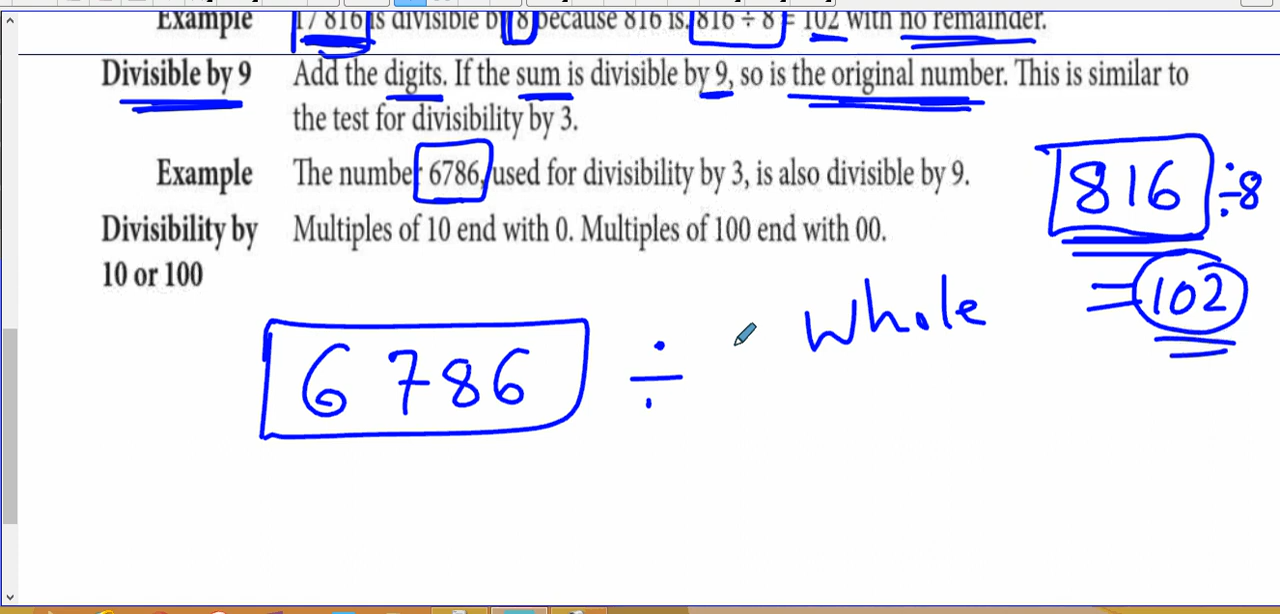 Example 17 816 is divisible by 8 because 816 is. 816 ÷ 8 = 102 with no remainder.
Divisible by 9 Add the digits. If the sum is divisible by 9, so is the original number. This is similar to
the test for divisibility by 3.
Example The number 6786, used for divisibility by 3, is also divisible by 9.
816 ÷8
Divisibility by Multiples of 10 end with 0. Multiples of 100 end with 00.
10 or 100
= 102
whole
6 786 ÷